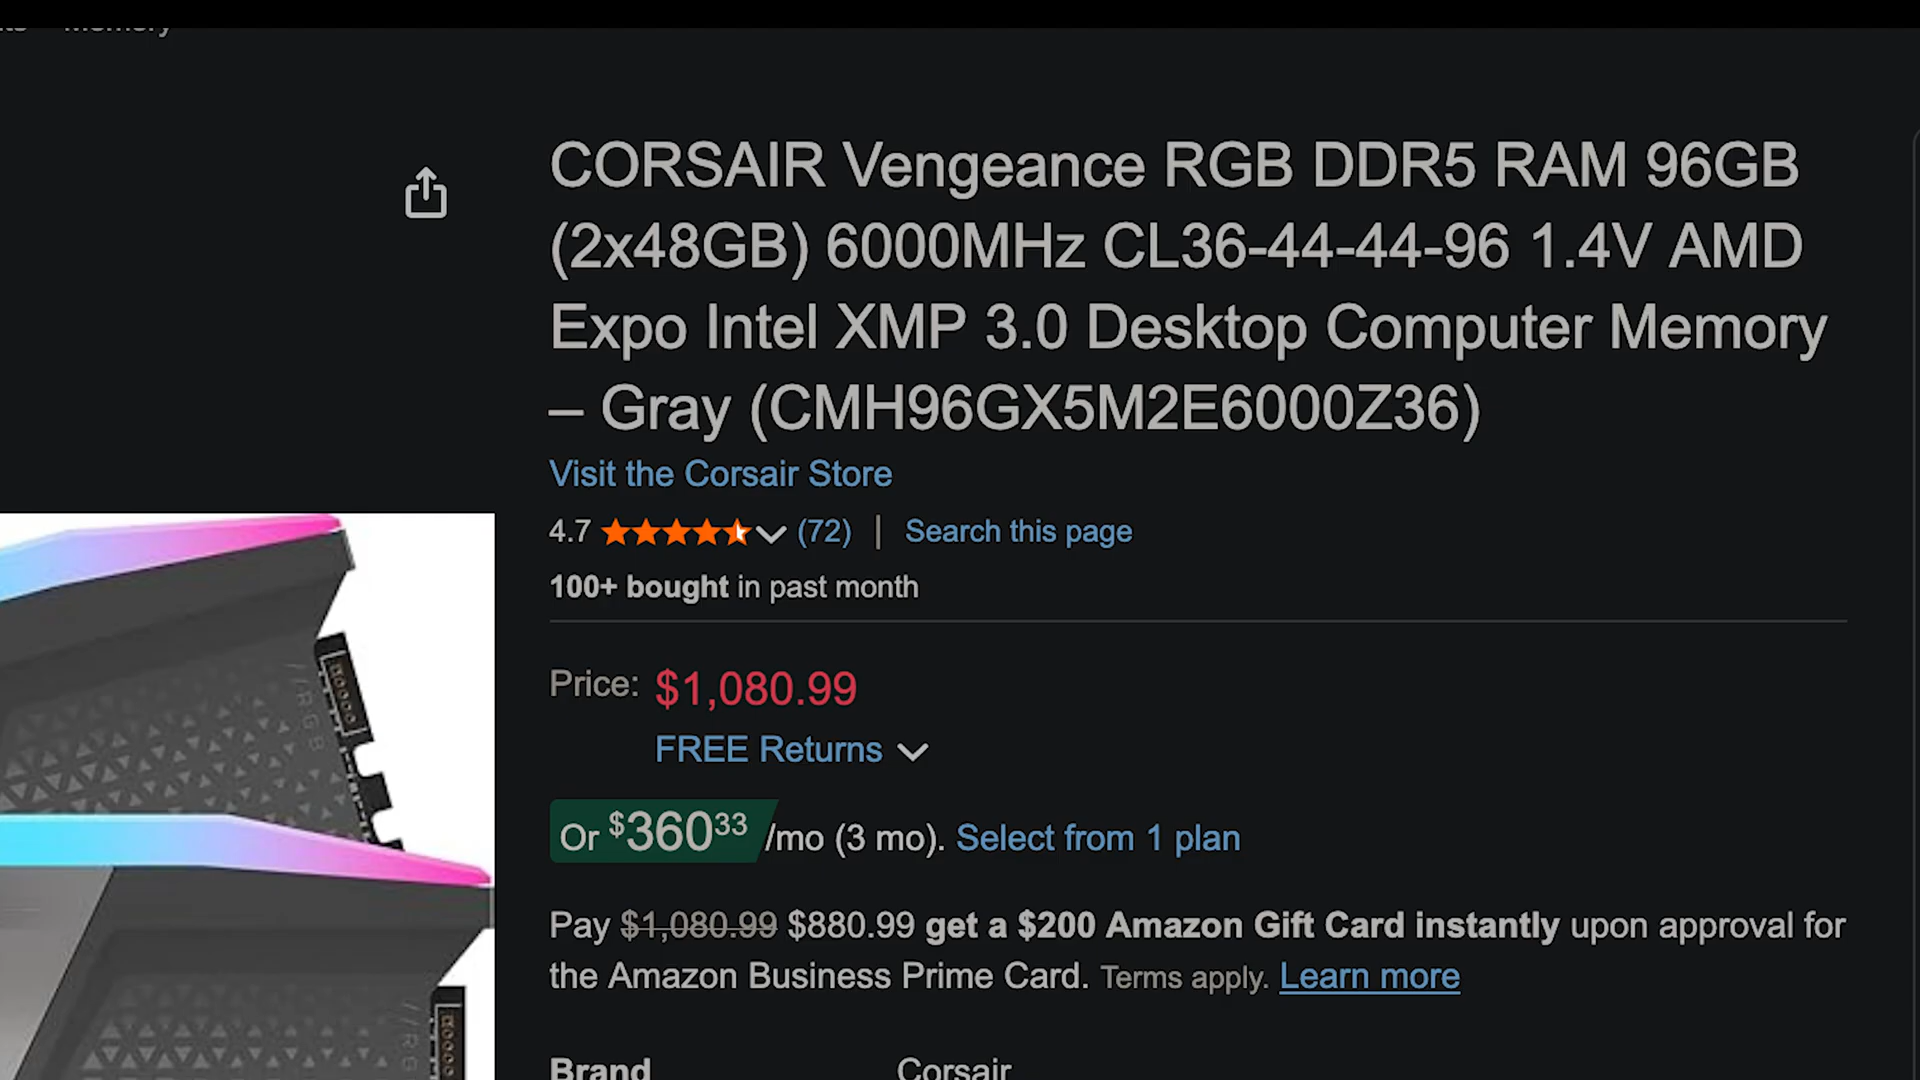 Memory
CORSAIR Vengeance RGB DDR5 RAM 96GB
(2x48GB) 6000MHz CL36-44-44-96 1.4V AMD
Expo Intel XMP 3.0 Desktop Computer Memory
– Gray (CMH96GX5M2E6000Z36)
Visit the Corsair Store
4.7 (72) | Search this page
100+ bought in past month
Price: $1,080.99
FREE Returns
Or $36033 /mo (3 mo). Select from 1 plan
Pay $1,080.99 $880.99 get a $200 Amazon Gift Card instantly upon approval for
the Amazon Business Prime Card. Terms apply. Learn more
Brand Corsair
//RGB
//RG